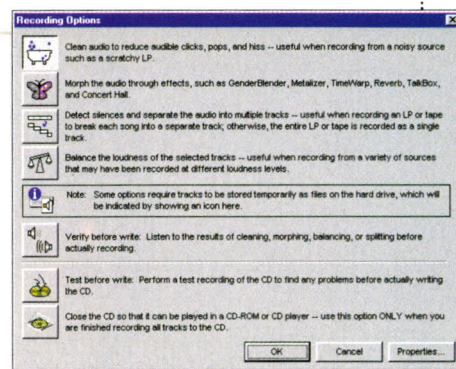 Recording Options
Clean audio to reduce audible clicks, pops, and hiss -- useful when recording from a noisy source
such as a scratchy LP.
Morph the audio through effects, such as GenderBlender, Metalizer, TimeWarp, Reverb, TalkBox,
and Concert Hall.
Detect silences and separate the audio into multiple tracks -- useful when recording an LP or tape
to break each song into a separate track; otherwise, the entire LP or tape is recorded as a single
track.
Balance the loudness of the selected tracks -- useful when recording from a variety of sources
that may have been recorded at different loudness levels.
Note: Some options require tracks to be stored temporarily as files on the hard drive, which will
be indicated by showing an icon here.
Verify before write: Listen to the results of cleaning, morphing, balancing, or splitting before
actually recording.
Test before write: Perform a test recording of the CD to find any problems before actually writing
the CD.
Close the CD so that it can be played in a CD-ROM or CD player -- use this option ONLY when you
are finished recording all tracks to the CD.
OK Cancel Properties...